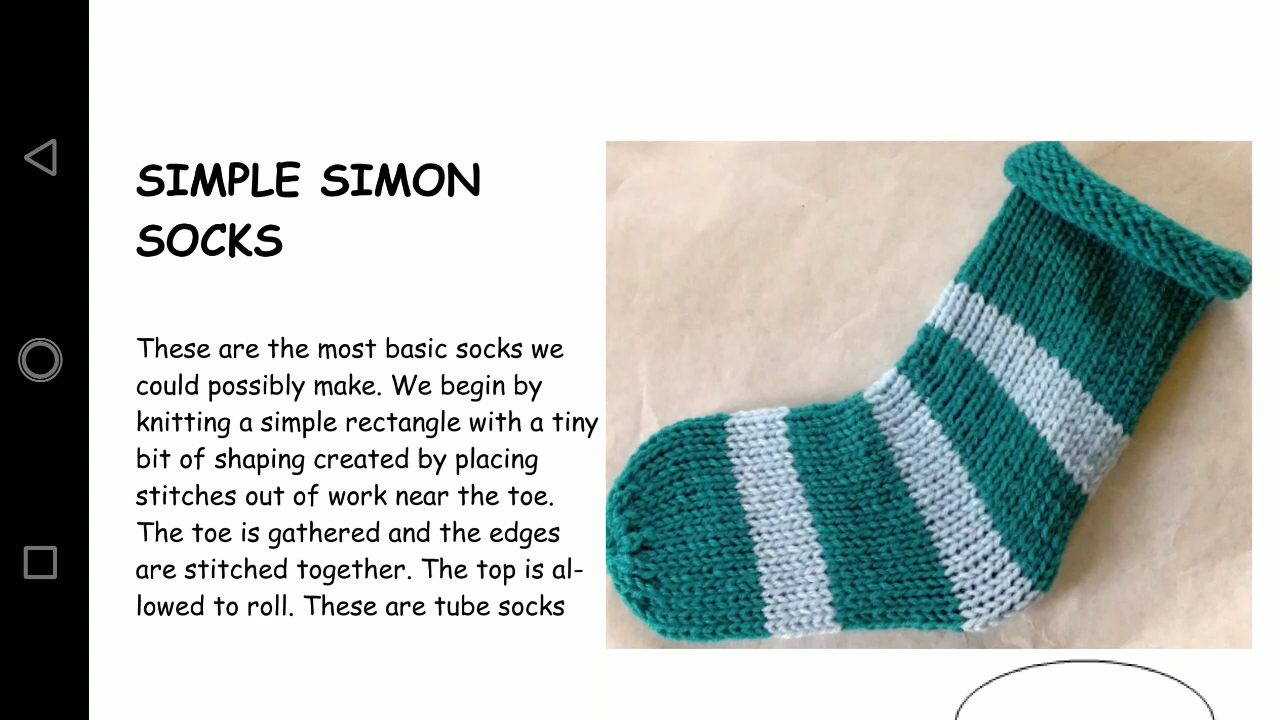 SIMPLE SIMON
SOCKS
These are the most basic socks we
could possibly make. We begin by
knitting a simple rectangle with a tiny
bit of shaping created by placing
stitches out of work near the toe.
The toe is gathered and the edges
are stitched together. The top is al-
lowed to roll. These are tube socks